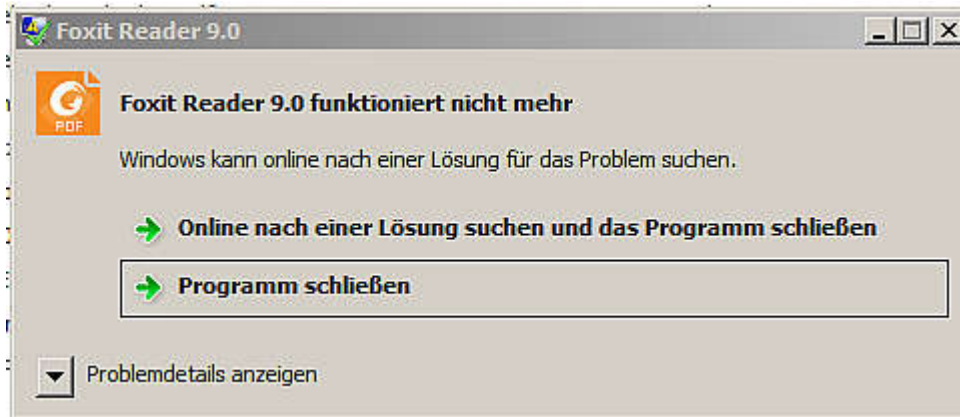 Foxit Reader 9.0
PDF
Foxit Reader 9.0 funktioniert nicht mehr
Windows kann online nach einer Lösung für das Problem suchen.
Online nach einer Lösung suchen und das Programm schließen
Programm schließen
Problemdetails anzeigen